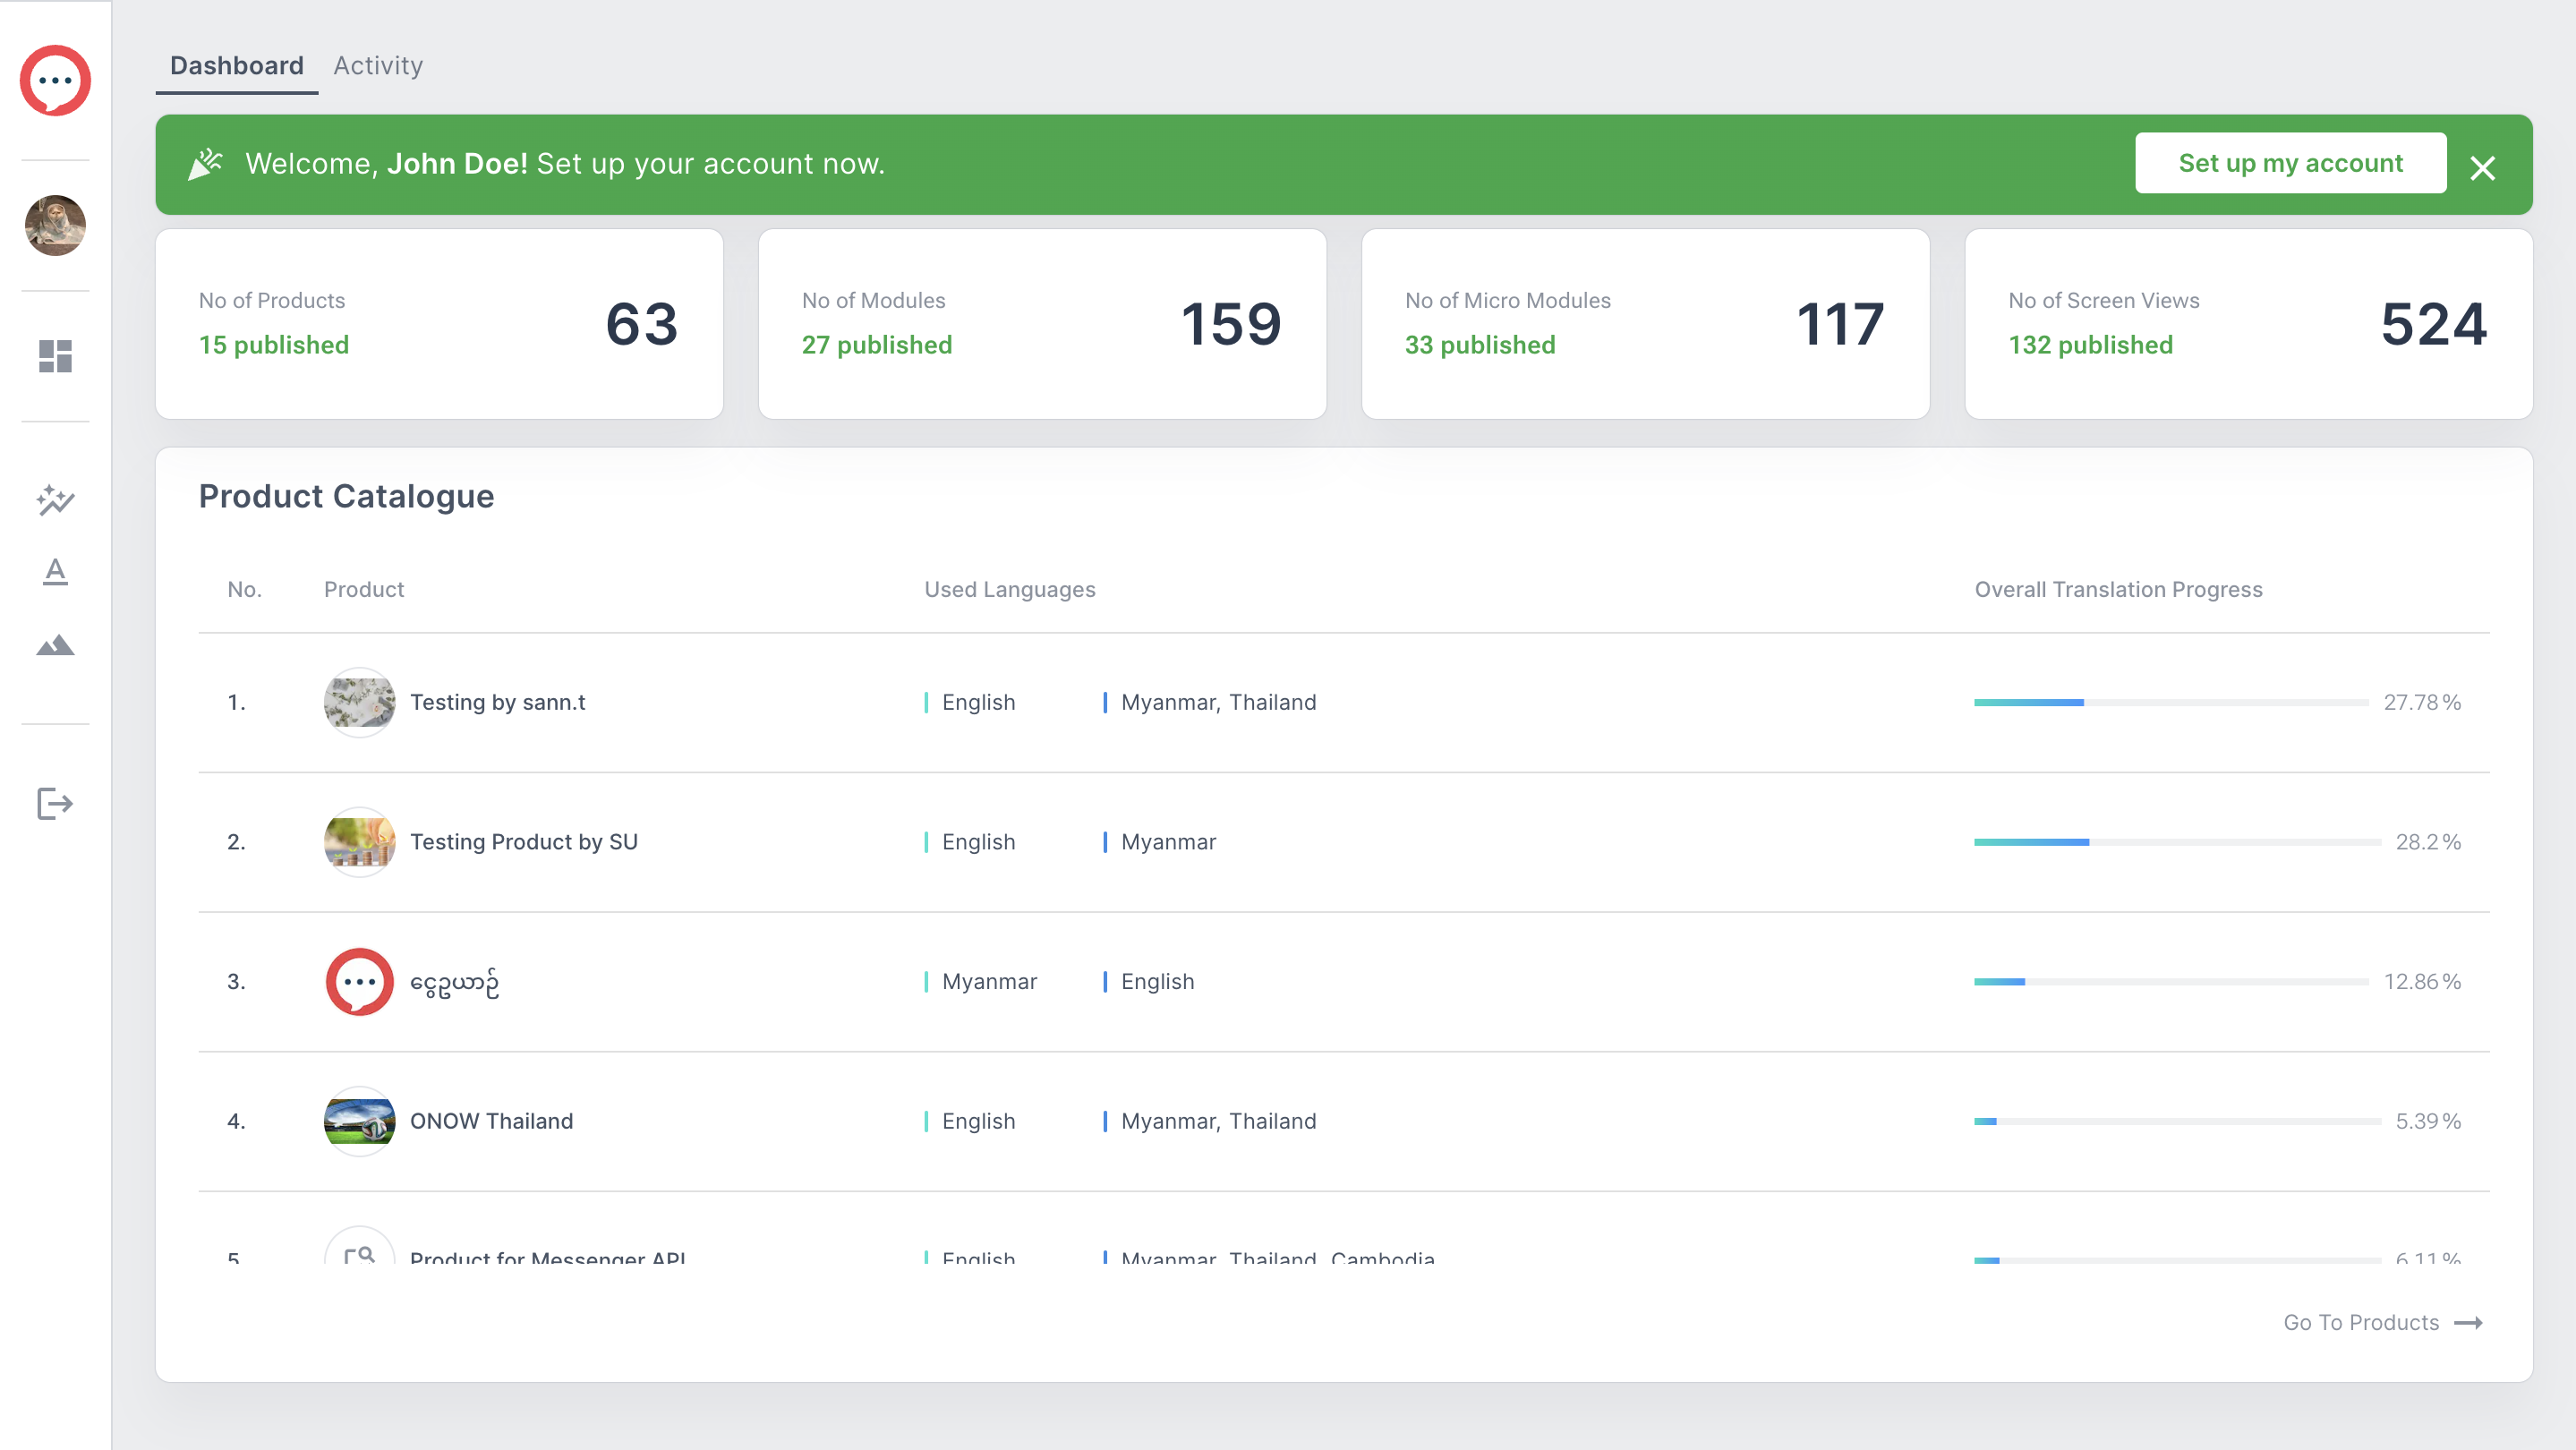 Dashboard Activity
Welcome, John Doe! Set up your account now.
Set up my account
No of Products
15 published
63
No of Modules
27 published
159
No of Micro Modules
33 published
117
No of Screen Views
132 published
524
Product Catalogue
No. Product Used Languages Overall Translation Progress
1. Testing by sann.t English Myanmar, Thailand 27.78%
2. Testing Product by SU English Myanmar 28.2%
3. ငွေဥယာဉ် Myanmar English 12.86%
4. ONOW Thailand English Myanmar, Thailand 5.39%
5 Product for Messenger API English Myanmar, Thailand, Cambodia 6.11%
Go To Products